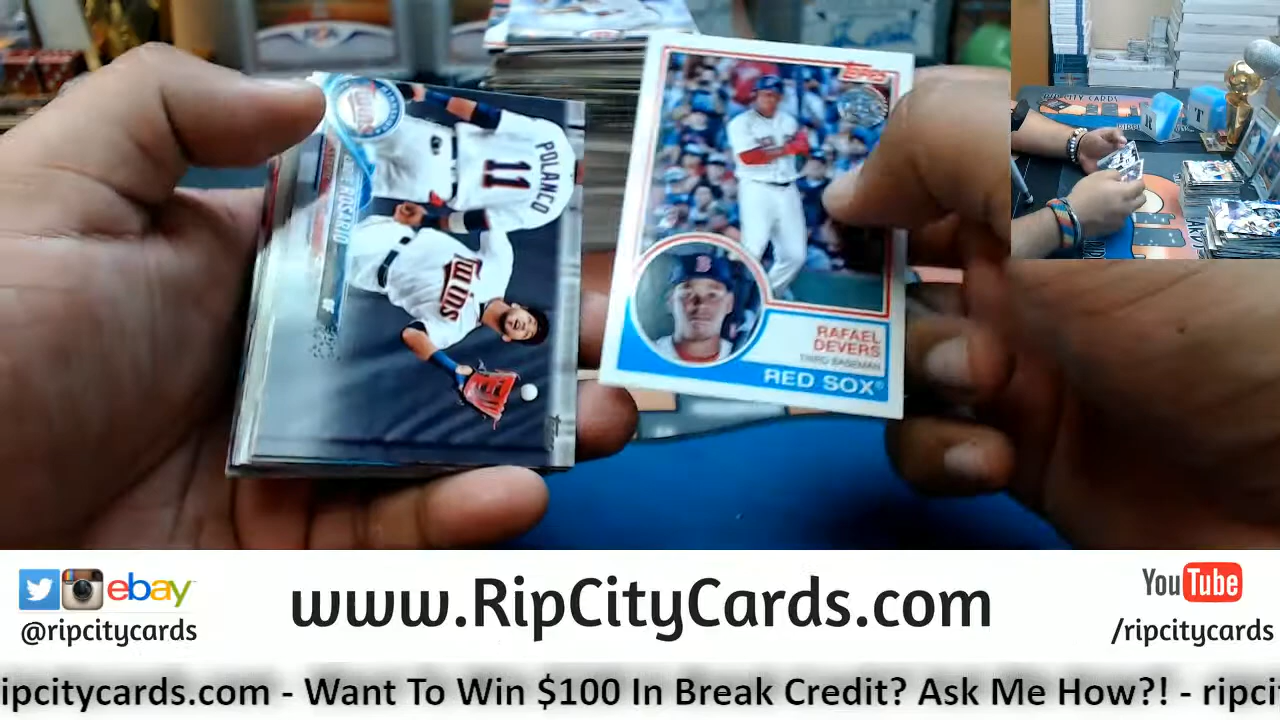 POLANCO
11
Twins
ROSARIO
Topps
B
RAFAEL
DEVERS
THIRD BASEMAN
RED SOX®
ebay
@ripcitycards
www.RipCityCards.com
YouTube
/ripcitycards
ipcitycards.com - Want To Win $100 In Break Credit? Ask Me How?! - ripci